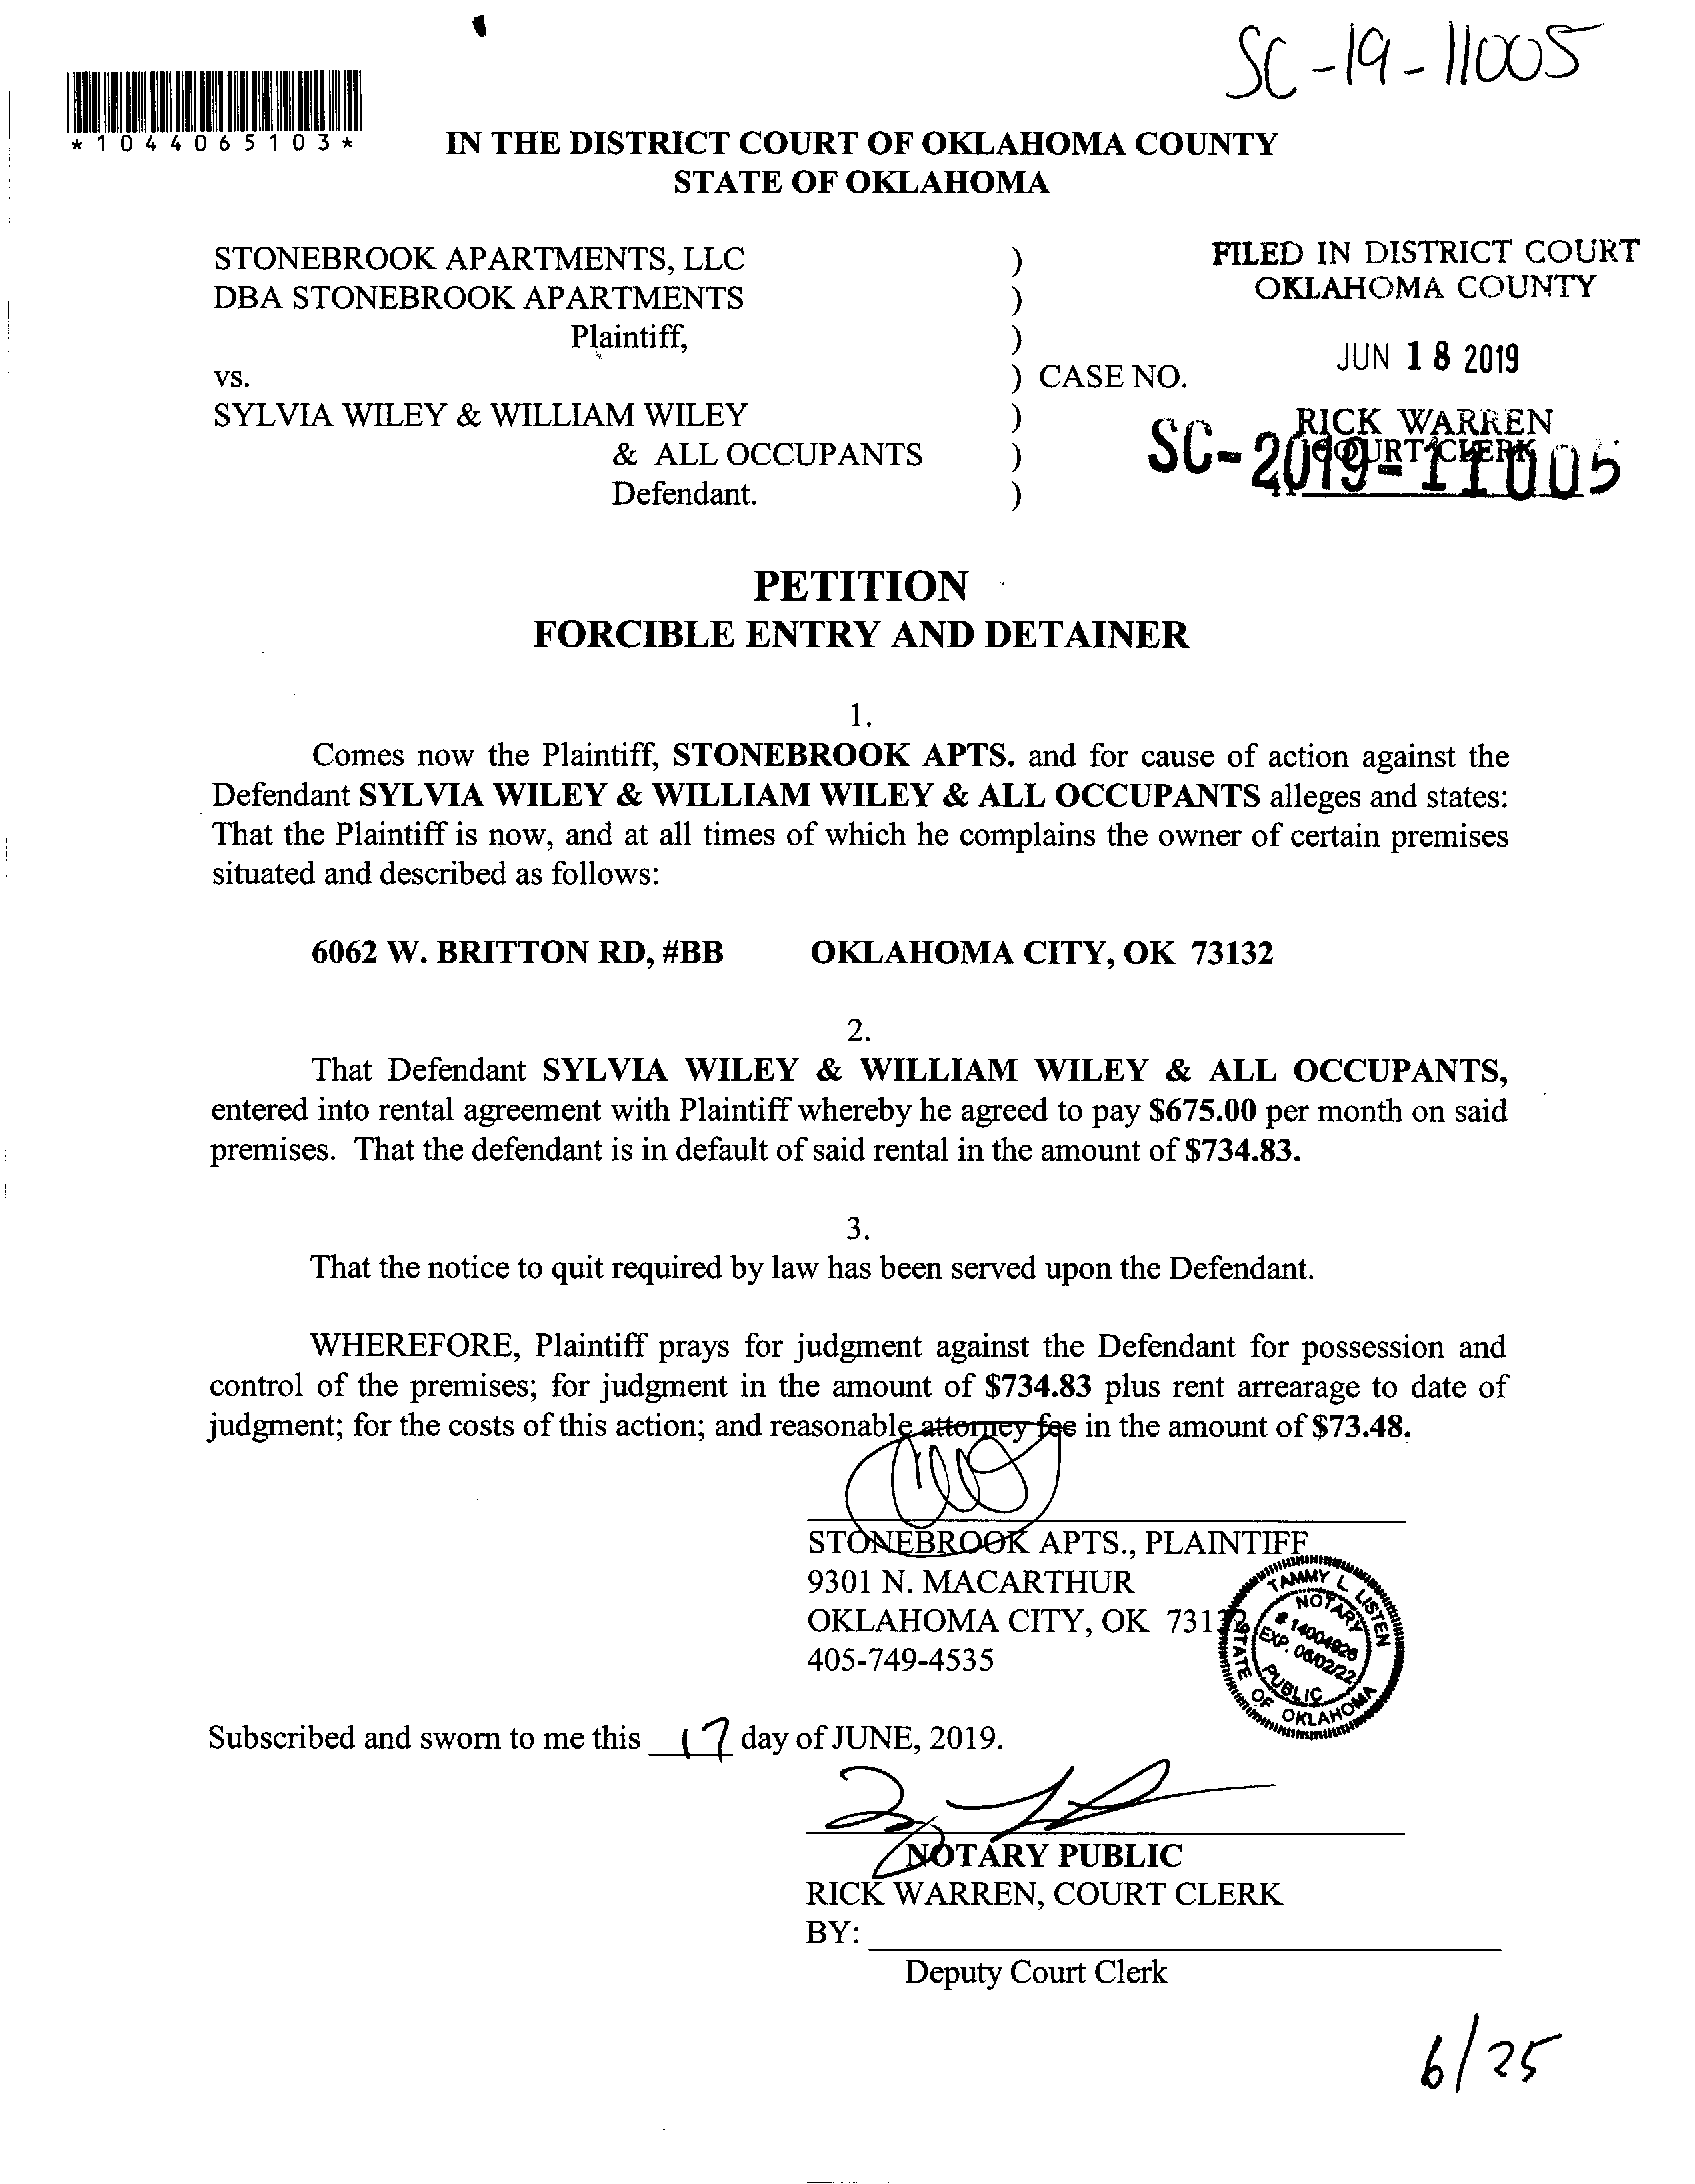 SC-19-11005
*1044065103*
IN THE DISTRICT COURT OF OKLAHOMA COUNTY
STATE OF OKLAHOMA
STONEBROOK APARTMENTS, LLC )
DBA STONEBROOK APARTMENTS )
Plaintiff, )
vs. ) CASE NO.
SYLVIA WILEY & WILLIAM WILEY )
& ALL OCCUPANTS )
Defendant. )
FILED IN DISTRICT COURT
OKLAHOMA COUNTY
JUN 18 2019
RICK WARREN
COURT CLERK
SC-2019-11005
PETITION
FORCIBLE ENTRY AND DETAINER
1.
Comes now the Plaintiff, STONEBROOK APTS. and for cause of action against the
Defendant SYLVIA WILEY & WILLIAM WILEY & ALL OCCUPANTS alleges and states:
That the Plaintiff is now, and at all times of which he complains the owner of certain premises
situated and described as follows:
6062 W. BRITTON RD, #BB OKLAHOMA CITY, OK 73132
2.
That Defendant SYLVIA WILEY & WILLIAM WILEY & ALL OCCUPANTS,
entered into rental agreement with Plaintiff whereby he agreed to pay $675.00 per month on said
premises. That the defendant is in default of said rental in the amount of $734.83.
3.
That the notice to quit required by law has been served upon the Defendant.
WHEREFORE, Plaintiff prays for judgment against the Defendant for possession and
control of the premises; for judgment in the amount of $734.83 plus rent arrearage to date of
judgment; for the costs of this action; and reasonable attorney fee in the amount of $73.48.
STONEBROOK APTS., PLAINTIFF
9301 N. MACARTHUR
OKLAHOMA CITY, OK 73132
405-749-4535
TAMMY L. LISTEN
NOTARY
# 14004926
EXP. 06/02/22
PUBLIC
STATE OF OKLAHOMA
Subscribed and sworn to me this 17 day of JUNE, 2019.
NOTARY PUBLIC
RICK WARREN, COURT CLERK
BY:
Deputy Court Clerk
6/25